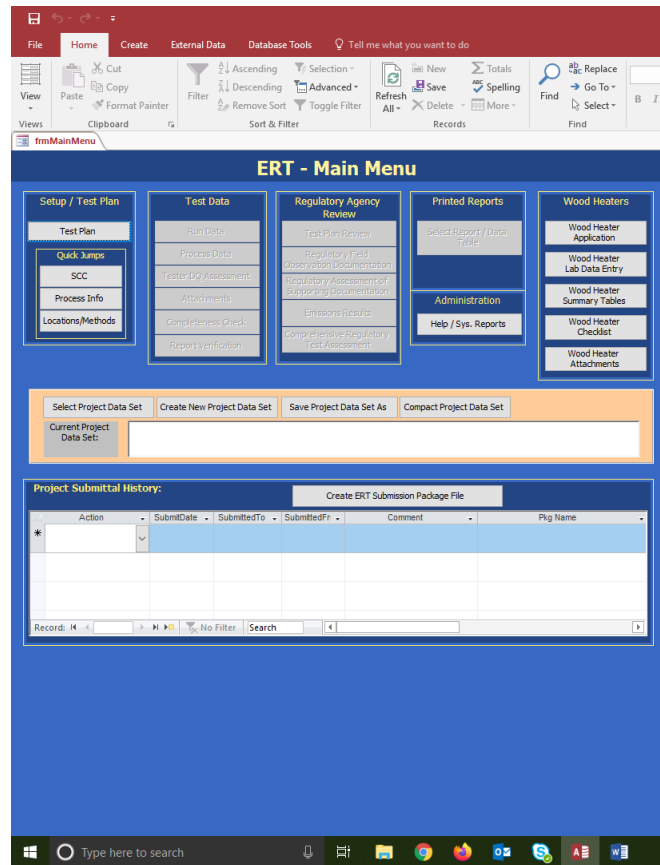 File Home Create External Data Database Tools Tell me what you want to do
View
Paste
Cut
Copy
Format Painter
Filter
Ascending
Descending
Remove Sort
Selection
Advanced
Toggle Filter
Refresh
All
New
Save
Delete
Totals
Spelling
More
Find
Replace
Go To
Select
B I
Views Clipboard Sort & Filter Records Find
frmMainMenu
ERT - Main Menu
Setup / Test Plan
Test Plan
Quick Jumps
SCC
Process Info
Locations/Methods
Test Data
Run Data
Process Data
Tester DQ Assessment
Attachments
Completeness Check
Report Verification
Regulatory Agency
Review
Test Plan Review
Regulatory Field
Observation Documentation
Regulatory Assessment of
Supporting Documentation
Emissions Results
Comprehensive Regulatory
Test Assessment
Printed Reports
Select Report / Data
Table
Administration
Help / Sys. Reports
Wood Heaters
Wood Heater
Application
Wood Heater
Lab Data Entry
Wood Heater
Summary Tables
Wood Heater
Checklist
Wood Heater
Attachments
Select Project Data Set Create New Project Data Set Save Project Data Set As Compact Project Data Set
Current Project
Data Set:
Project Submittal History:
Create ERT Submission Package File
Action SubmitDate SubmittedTo SubmittedFr Comment Pkg Name
Record: No Filter Search
Type here to search